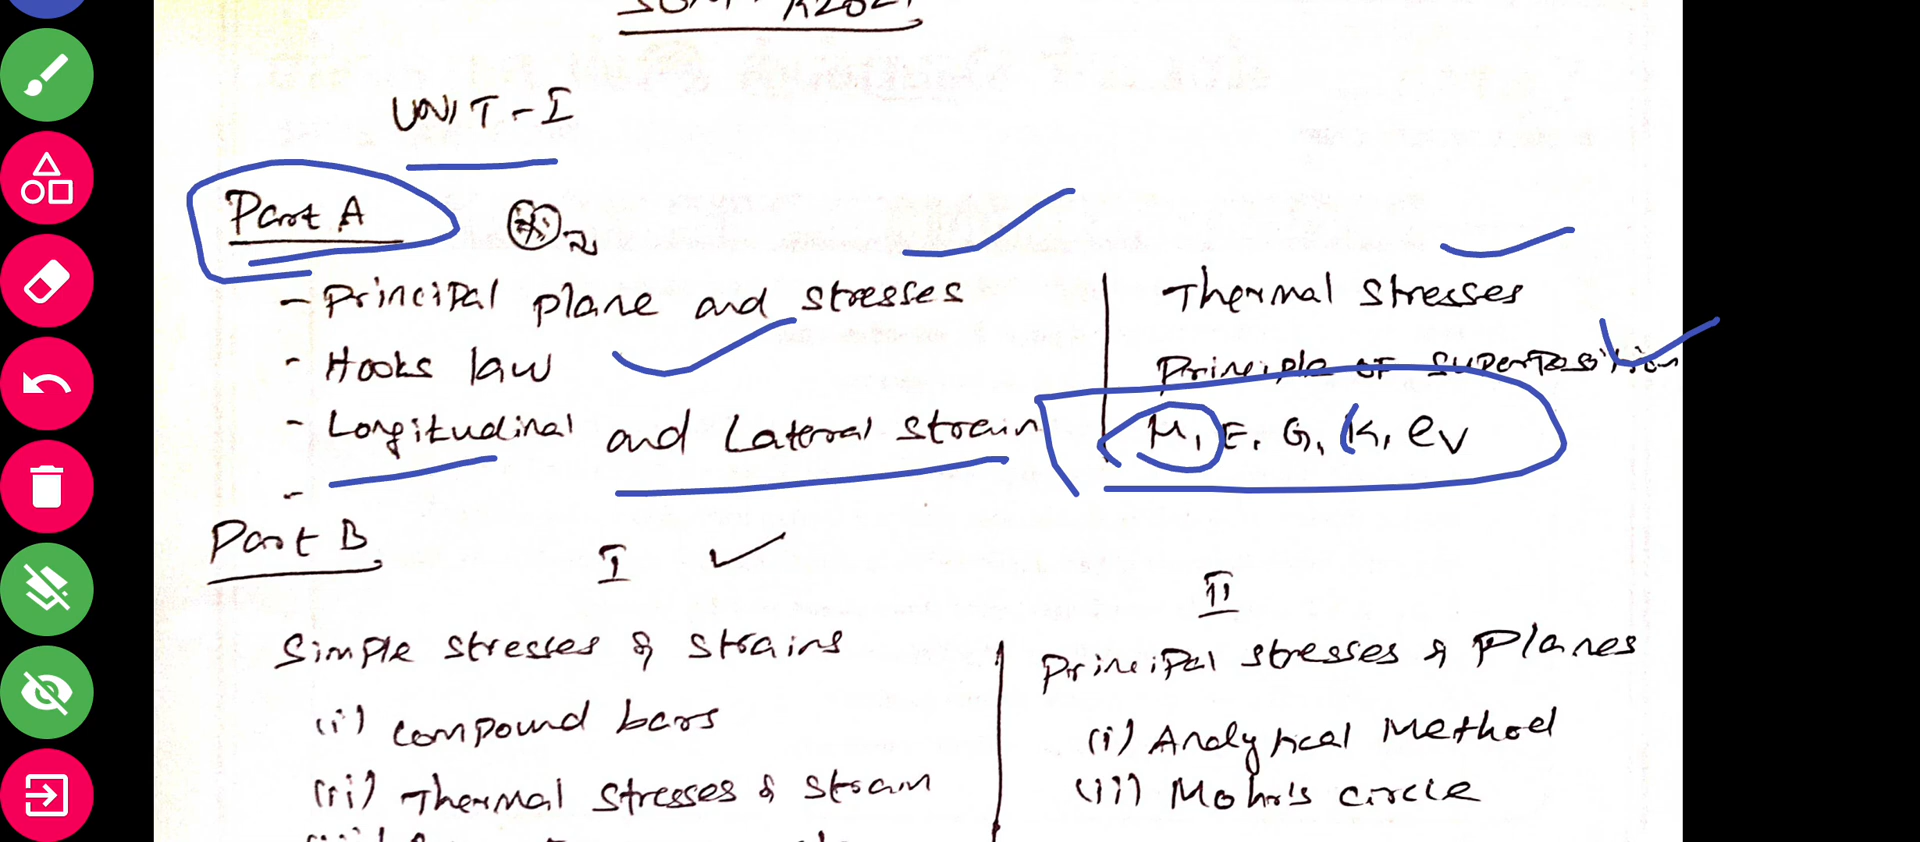 UNIT - I
Part A
- Principal plane and stresses
- Hooks law
- Longitudinal and Lateral strain
-
Thermal stresses
Principle of superposition
μ, E, G, K, ev
Part B
I
Simple stresses & strains
(i) compound bars
(ii) Thermal stresses & strain
II
Principal stresses & Planes
(i) Analytical Method
(ii) Mohr's circle